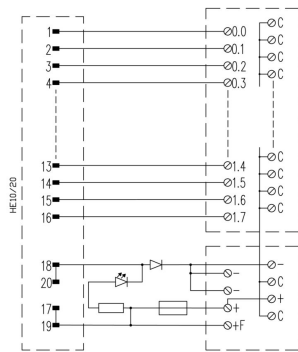 1 0.0 C
2 0.1 C
3 0.2 C
4 0.3 C
13 1.4 C
14 1.5 C
15 1.6 C
16 1.7 C
HE10/20
18 - -
20 - C
17 + +
19 +F C